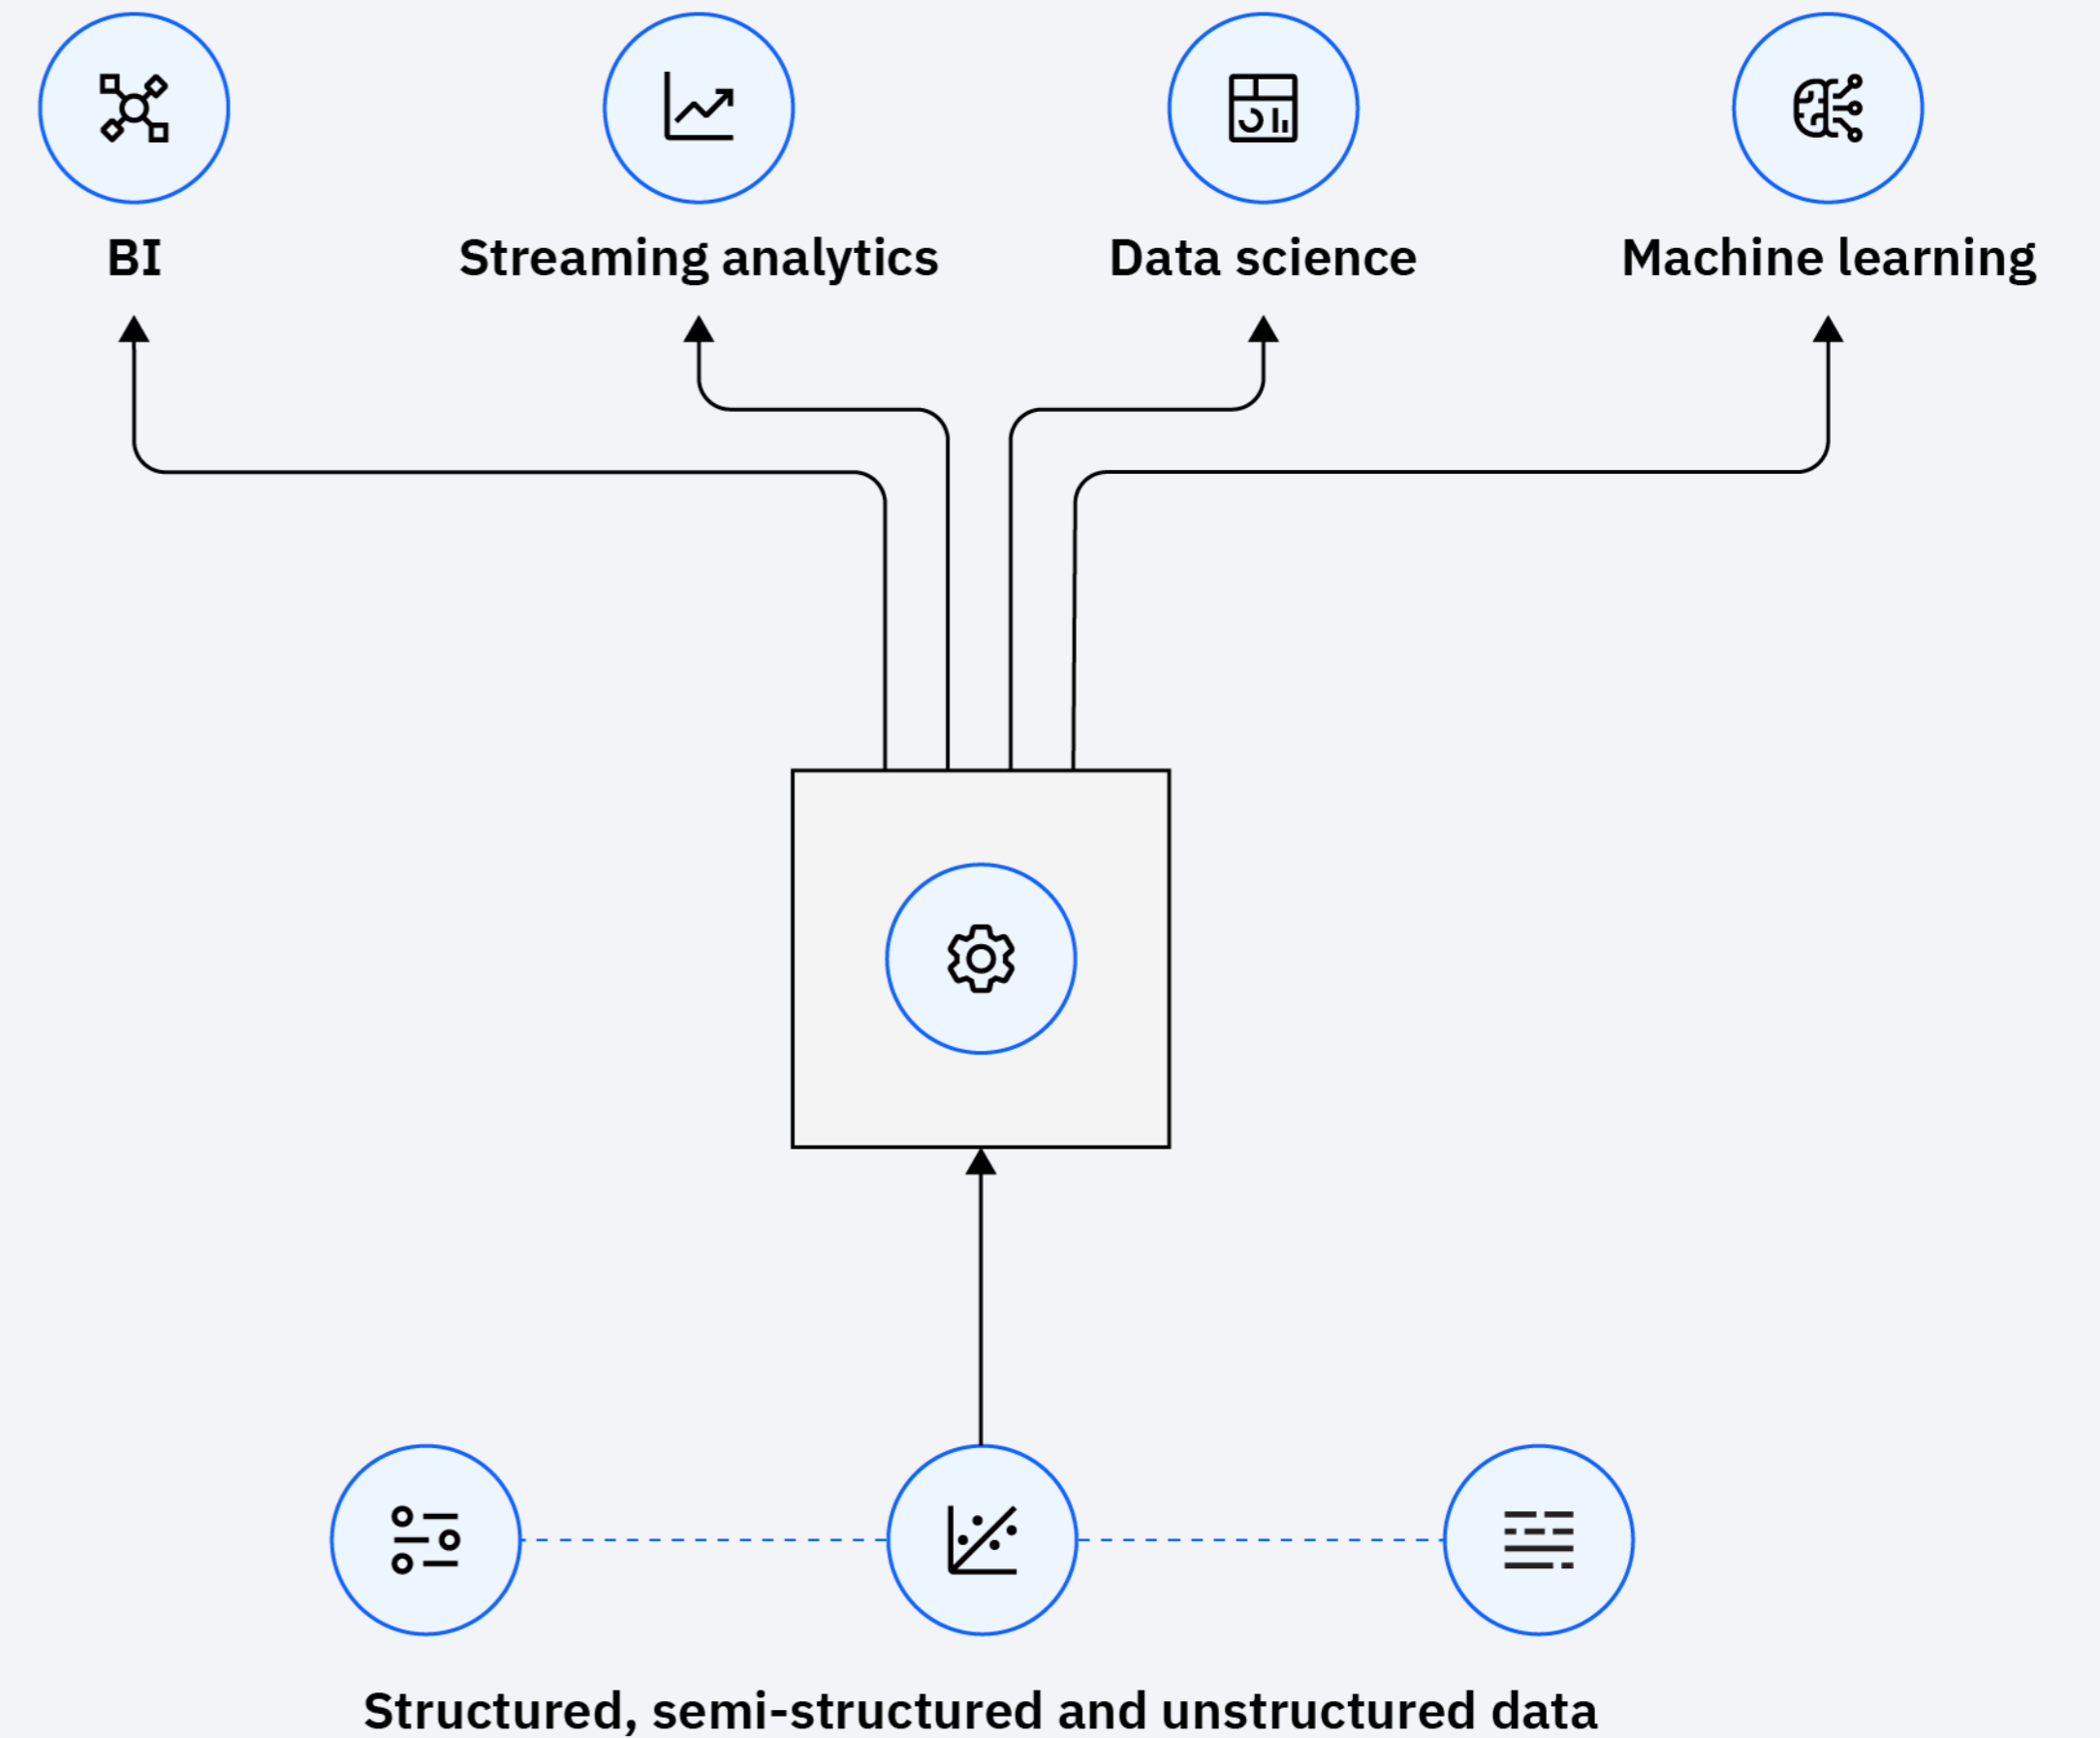 BI
Streaming analytics
Data science
Machine learning
Structured, semi-structured and unstructured data